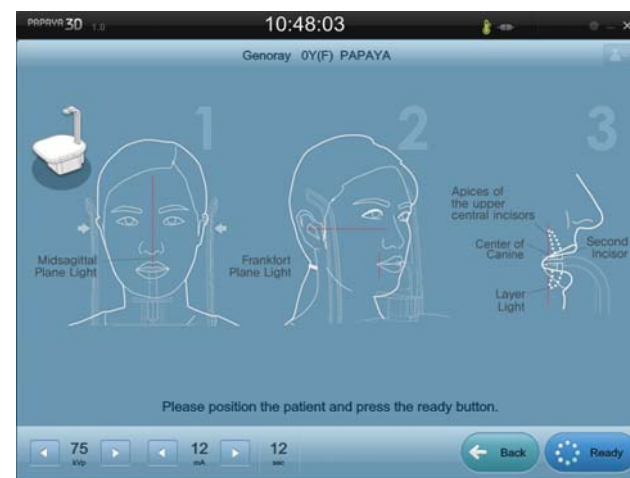 PAPAYA 3D 1.0
10:48:03
Genoray 0Y(F) PAPAYA
1
2
3
Midsagittal
Plane Light
Frankfort
Plane Light
Apices of
the upper
central incisors
Center of
Canine
Second
Incisor
Layer
Light
Please position the patient and press the ready button.
75
kVp
12
mA
12
sec
Back
Ready